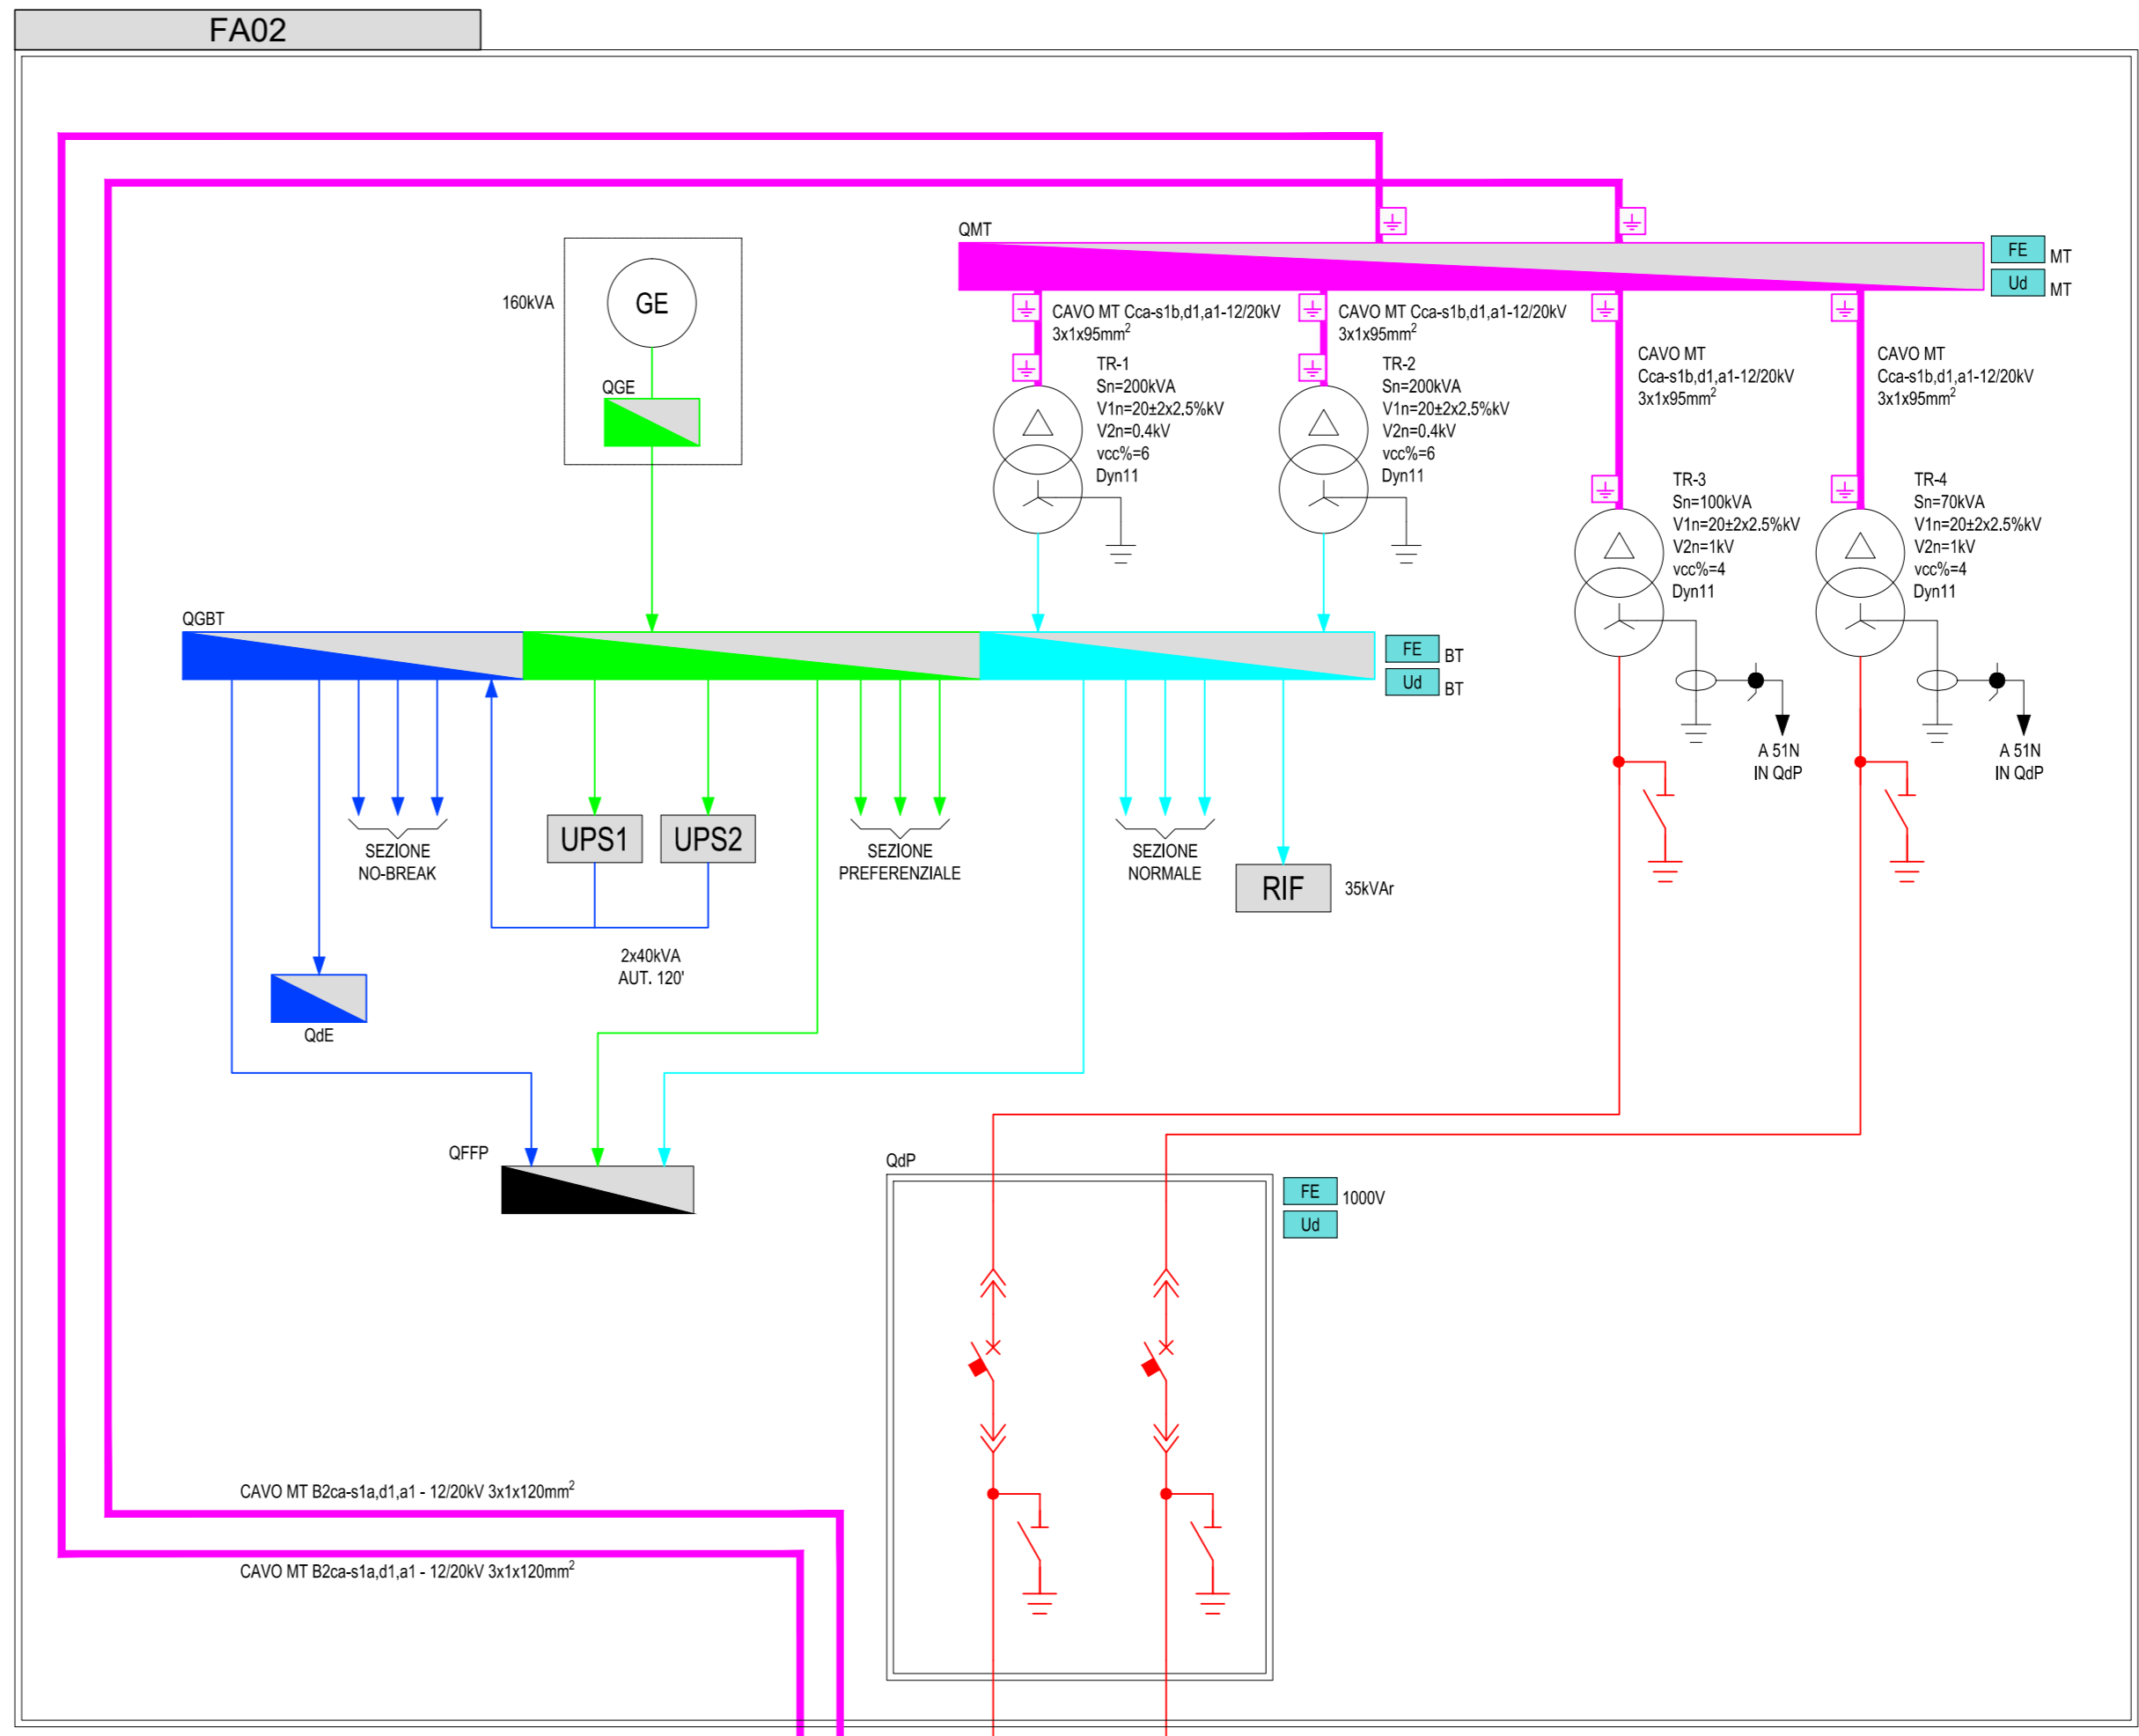 FA02
QMT
FE MT
Ud MT
160kVA
GE
QGE
CAVO MT Cca-s1b,d1,a1-12/20kV
3x1x95mm²
TR-1
Sn=200kVA
V1n=20±2x2.5%kV
V2n=0.4kV
vcc%=6
Dyn11
CAVO MT Cca-s1b,d1,a1-12/20kV
3x1x95mm²
TR-2
Sn=200kVA
V1n=20±2x2.5%kV
V2n=0.4kV
vcc%=6
Dyn11
CAVO MT
Cca-s1b,d1,a1-12/20kV
3x1x95mm²
TR-3
Sn=100kVA
V1n=20±2x2.5%kV
V2n=1kV
vcc%=4
Dyn11
CAVO MT
Cca-s1b,d1,a1-12/20kV
3x1x95mm²
TR-4
Sn=70kVA
V1n=20±2x2.5%kV
V2n=1kV
vcc%=4
Dyn11
QGBT
FE BT
Ud BT
A 51N
IN QdP
A 51N
IN QdP
SEZIONE
NO-BREAK
UPS1
UPS2
SEZIONE
PREFERENZIALE
SEZIONE
NORMALE
RIF
35kVAr
2x40kVA
AUT. 120'
QdE
QFFP
QdP
FE 1000V
Ud
CAVO MT B2ca-s1a,d1,a1 - 12/20kV 3x1x120mm²
CAVO MT B2ca-s1a,d1,a1 - 12/20kV 3x1x120mm²